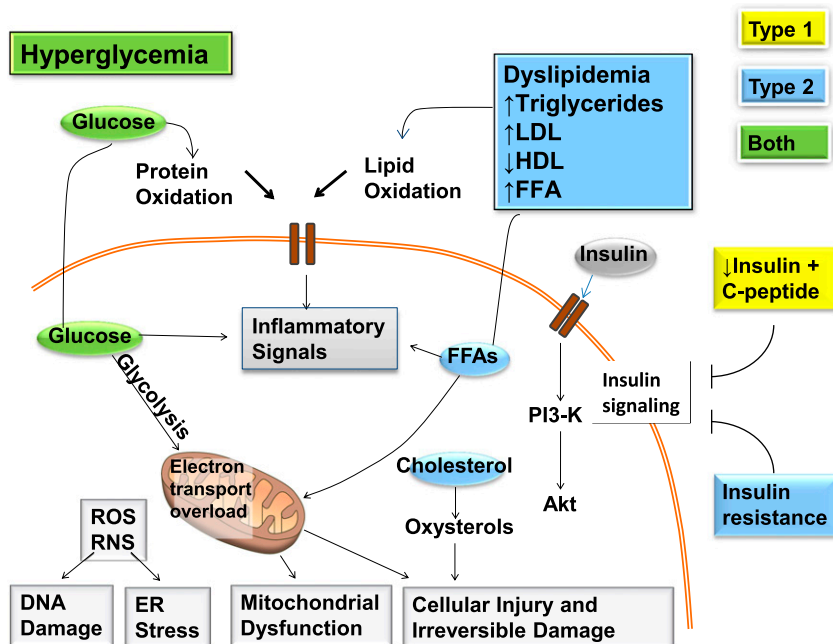 Hyperglycemia
Type 1
Type 2
Both
Dyslipidemia
↑Triglycerides
↑LDL
↓HDL
↑FFA
Glucose
Protein
Oxidation
Lipid
Oxidation
Insulin
↓Insulin +
C-peptide
Glucose
Inflammatory
Signals
FFAs
Glycolysis
Insulin
signaling
PI3-K
Akt
Insulin
resistance
Electron
transport
overload
Cholesterol
Oxysterols
ROS
RNS
DNA
Damage
ER
Stress
Mitochondrial
Dysfunction
Cellular Injury and
Irreversible Damage